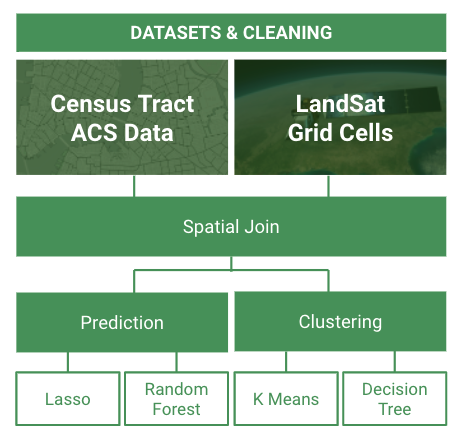 DATASETS & CLEANING
Census Tract
ACS Data
LandSat
Grid Cells
Spatial Join
Prediction
Clustering
Lasso
Random
Forest
K Means
Decision
Tree